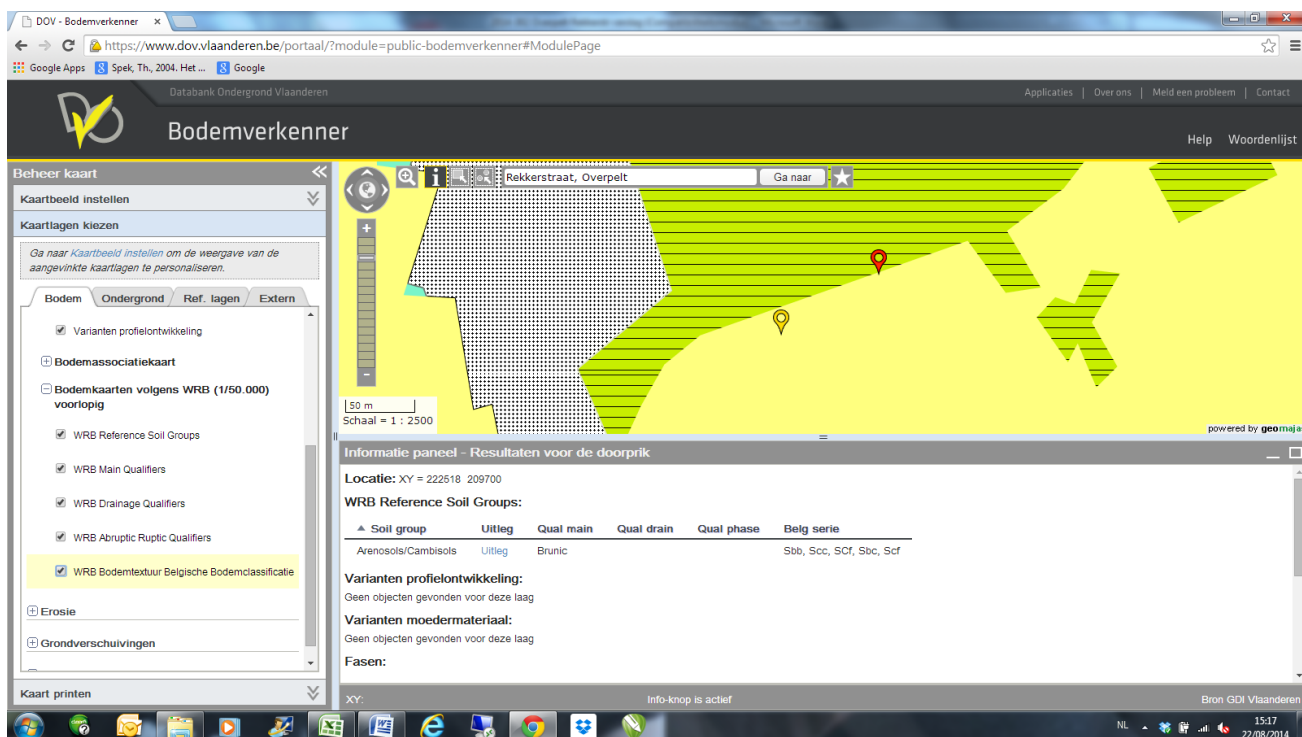 DOV - Bodemverkenner
https://www.dov.vlaanderen.be/portaal/?module=public-bodemverkenner#ModulePage
Google Apps Spek, Th., 2004. Het ... Google
Databank Ondergrond Vlaanderen
Applicaties | Over ons | Meld een probleem | Contact
Bodemverkenner
Help Woordenlijst
Beheer kaart
Kaartbeeld instellen
Kaartlagen kiezen
Ga naar Kaartbeeld instellen om de weergave van de
aangevinkte kaartlagen te personaliseren.
Bodem Ondergrond Ref. lagen Extern
Varianten profielontwikkeling
Bodemassociatiekaart
Bodemkaarten volgens WRB (1/50.000)
voorlopig
WRB Reference Soil Groups
WRB Main Qualifiers
WRB Drainage Qualifiers
WRB Abruptic Ruptic Qualifiers
WRB Bodemtextuur Belgische Bodemclassificatie
Erosie
Grondverschuivingen
Kaart printen
Rekkerstraat, Overpelt Ga naar
50 m
Schaal = 1 : 2500
powered by geomajas
Informatie paneel - Resultaten voor de doorprik
Locatie: XY = 222518 209700
WRB Reference Soil Groups:
Soil group Uitleg Qual main Qual drain Qual phase Belg serie
Arenosols/Cambisols Uitleg Brunic Sbb, Scc, SCf, Sbc, Scf
Varianten profielontwikkeling:
Geen objecten gevonden voor deze laag
Varianten moedermateriaal:
Geen objecten gevonden voor deze laag
Fasen:
XY: Info-knop is actief Bron GDI Vlaanderen
NL 15:17
22/08/2014